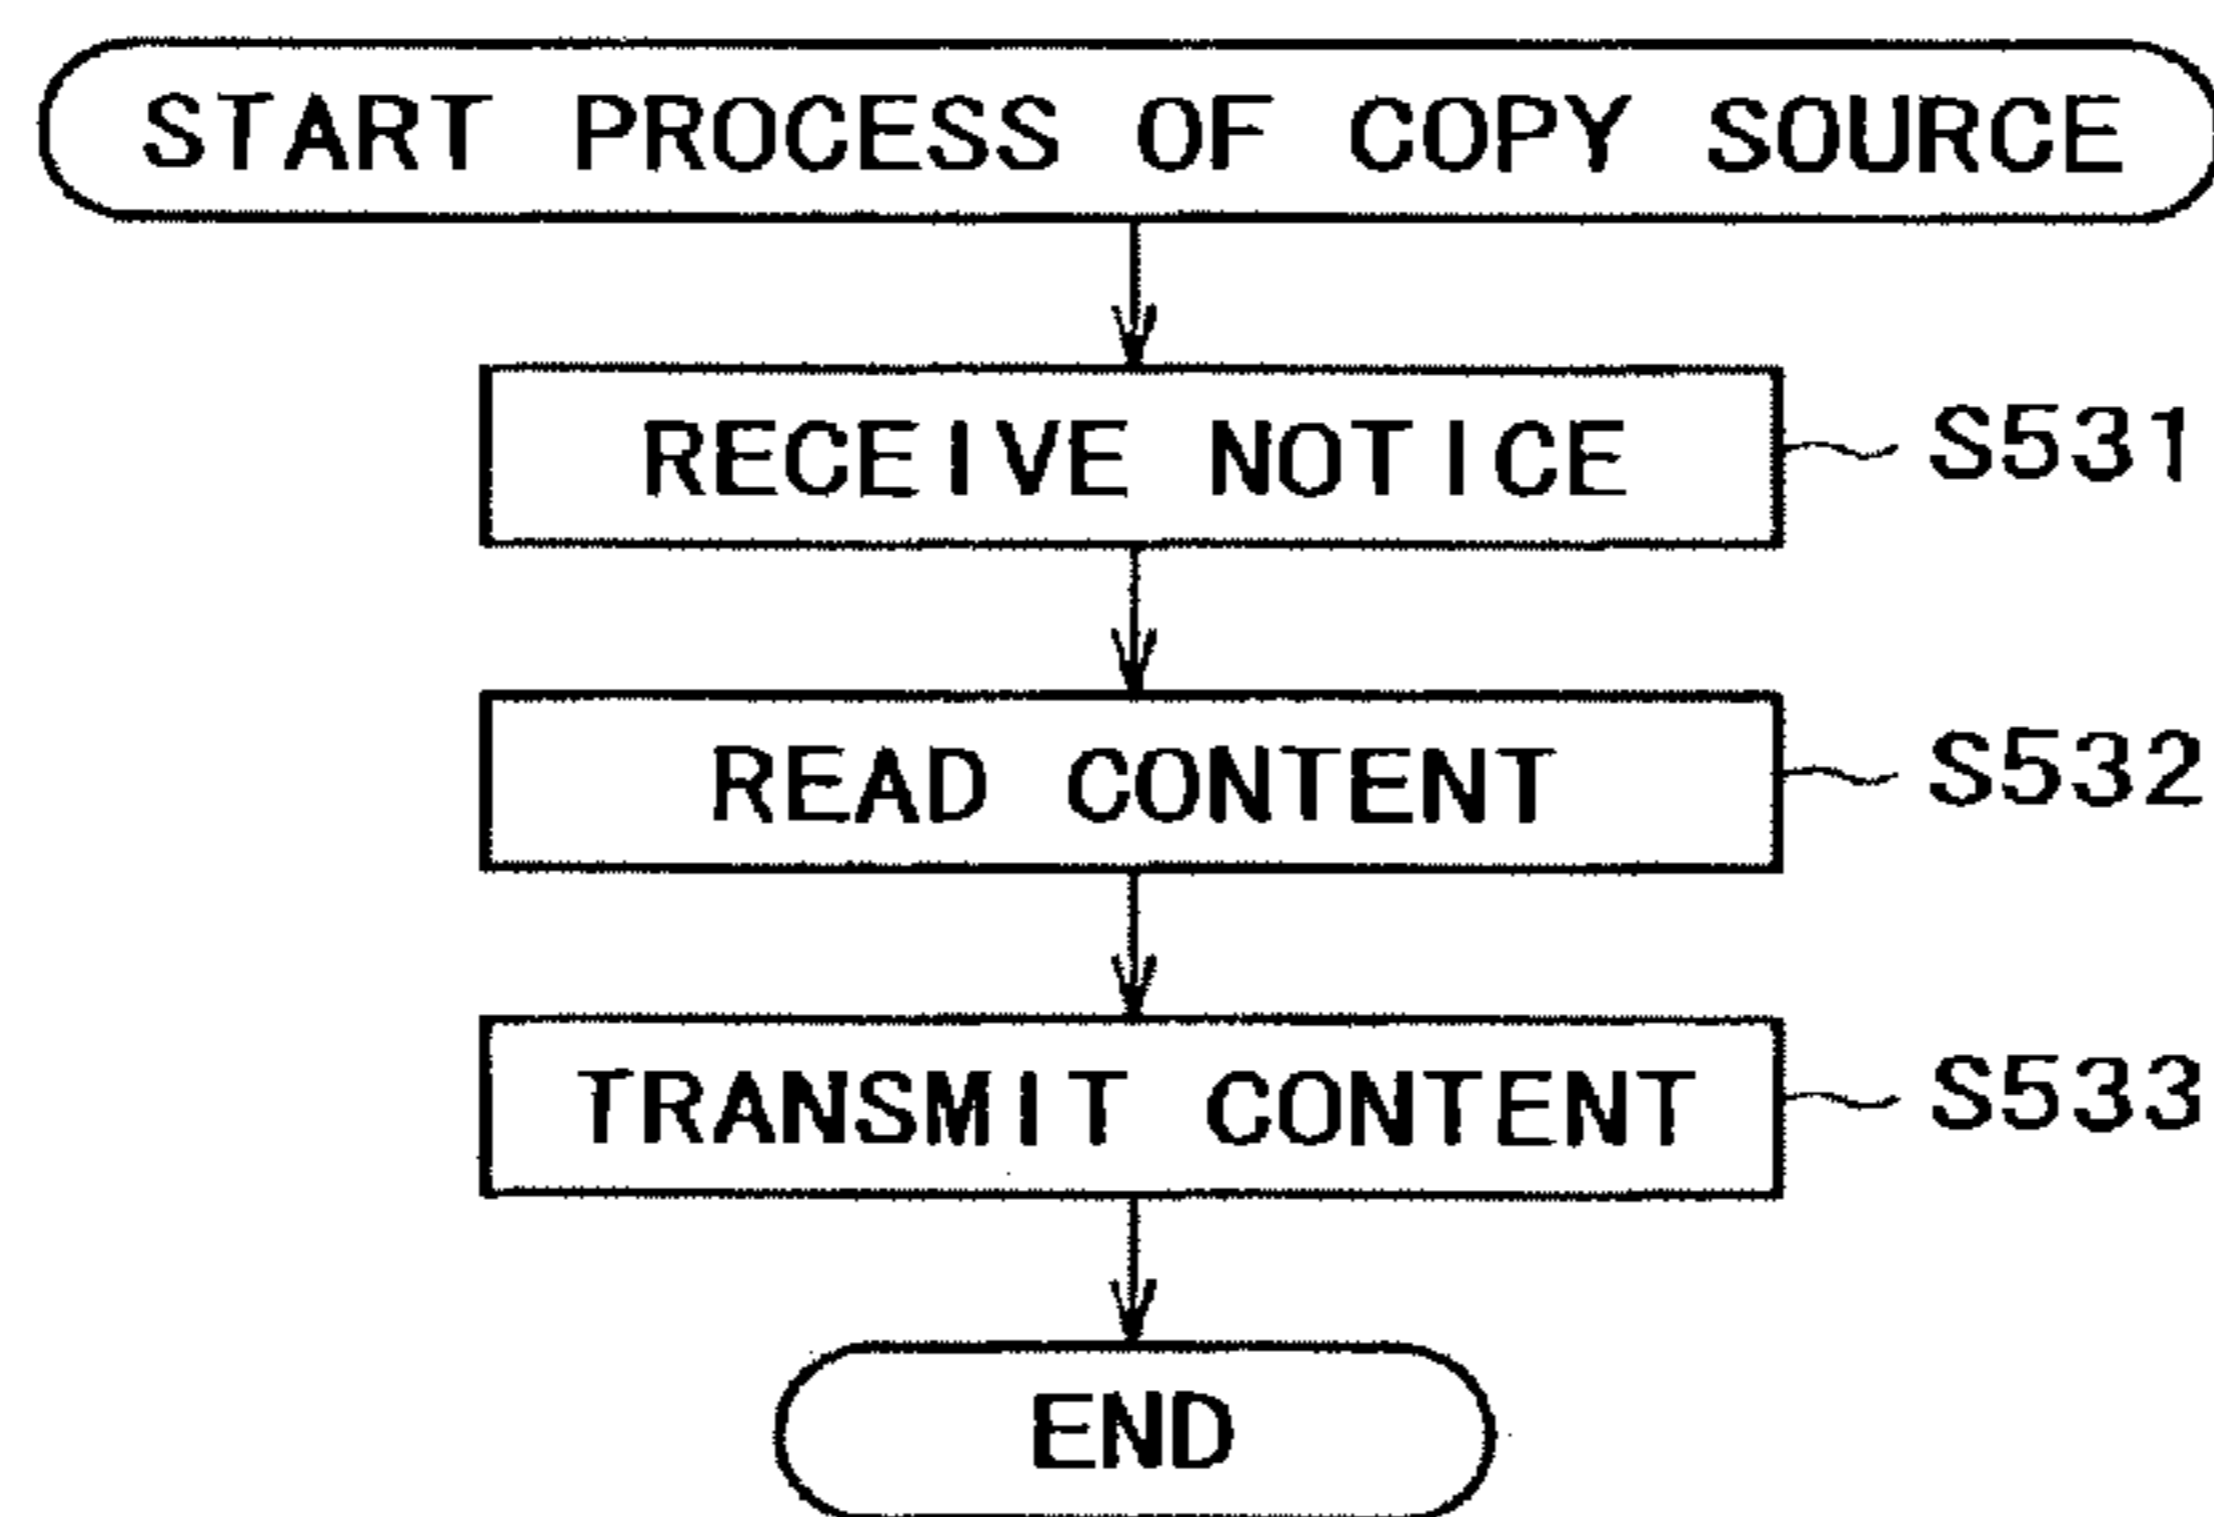 START PROCESS OF COPY SOURCE
RECEIVE NOTICE S531
READ CONTENT S532
TRANSMIT CONTENT S533
END